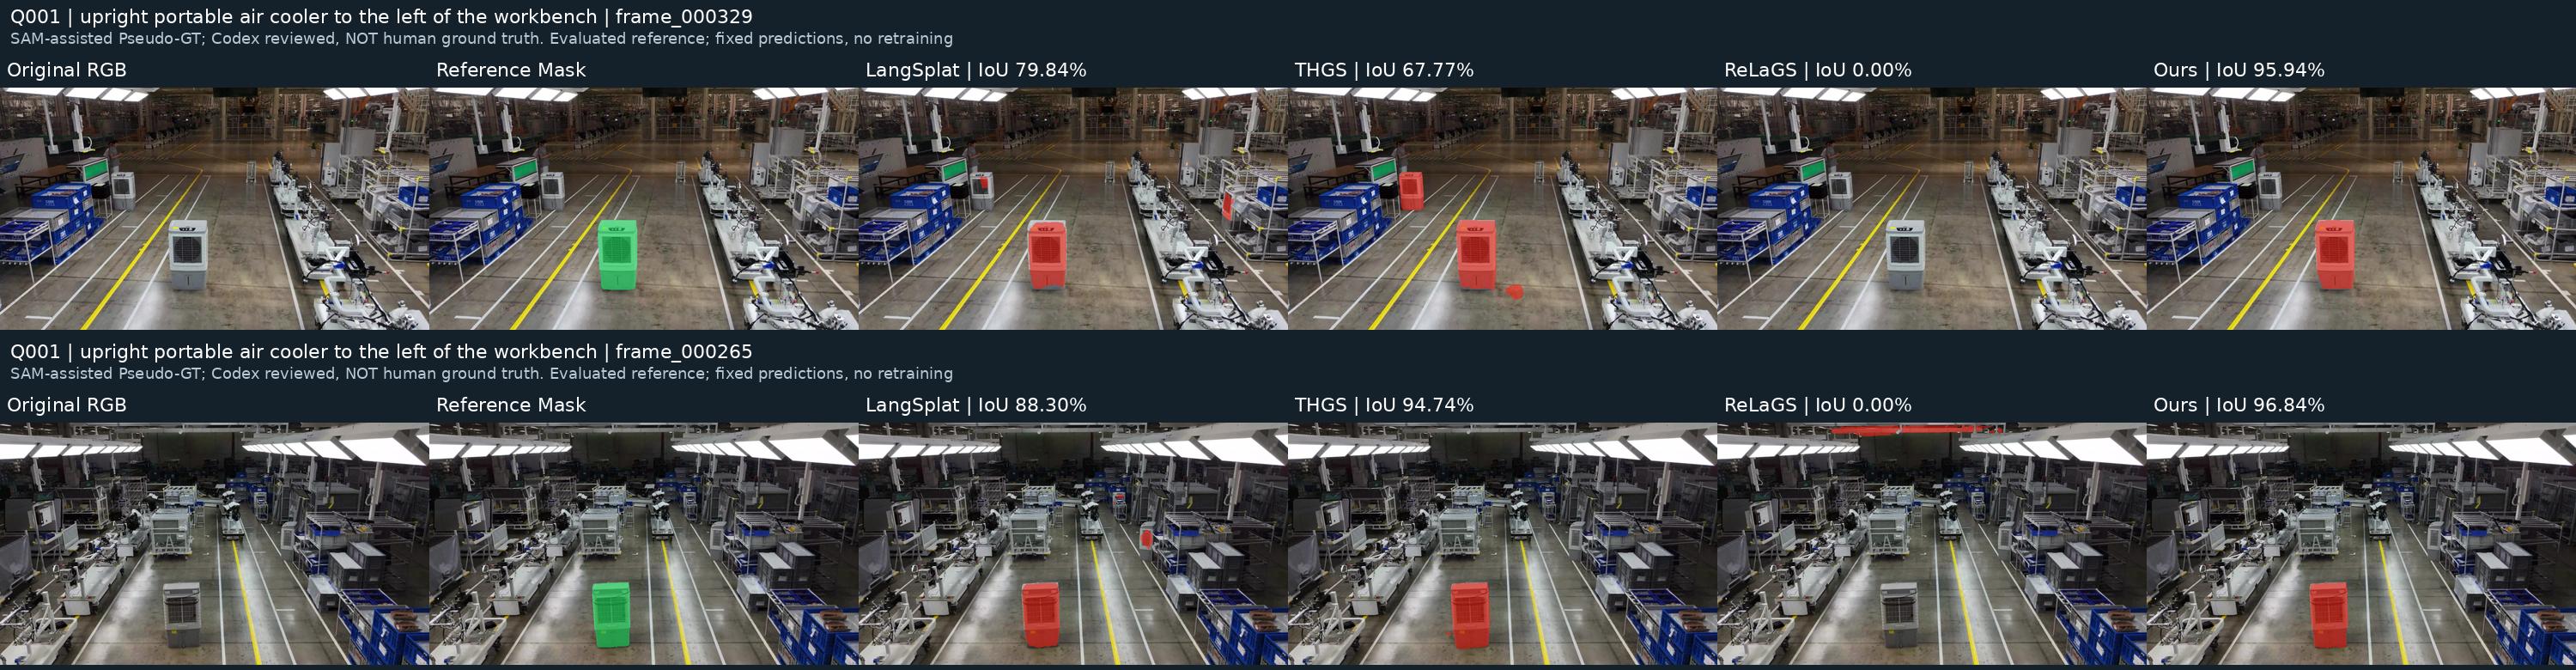 Q001 | upright portable air cooler to the left of the workbench | frame_000329
SAM-assisted Pseudo-GT; Codex reviewed, NOT human ground truth. Evaluated reference; fixed predictions, no retraining
Original RGB
Reference Mask
LangSplat | IoU 79.84%
THGS | IoU 67.77%
ReLaGS | IoU 0.00%
Ours | IoU 95.94%
Q001 | upright portable air cooler to the left of the workbench | frame_000265
SAM-assisted Pseudo-GT; Codex reviewed, NOT human ground truth. Evaluated reference; fixed predictions, no retraining
Original RGB
Reference Mask
LangSplat | IoU 88.30%
THGS | IoU 94.74%
ReLaGS | IoU 0.00%
Ours | IoU 96.84%